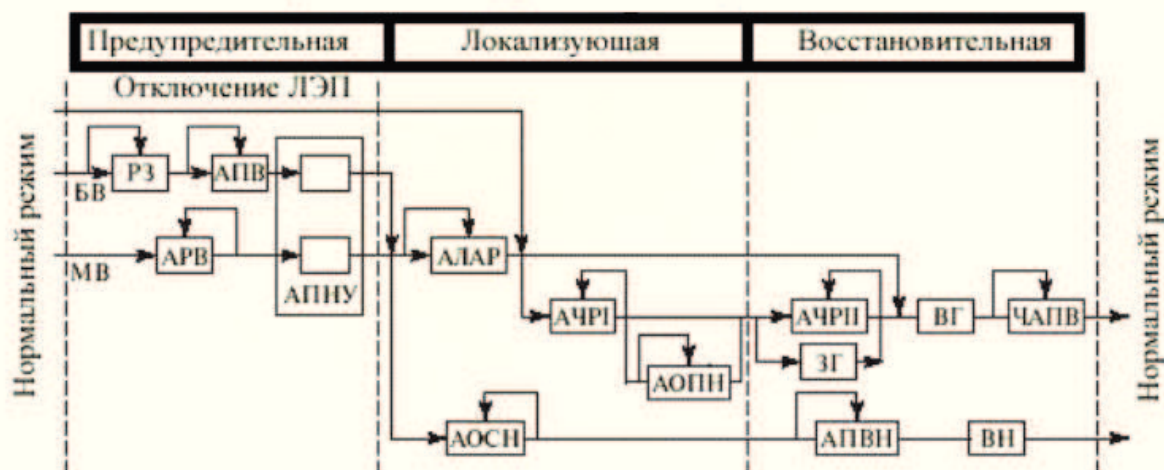 Предупредительная
Локализующая
Восстановительная
Отключение ЛЭП
Нормальный режим
БВ
РЗ
АПВ
МВ
АРВ
АПНУ
АЛАР
АЧРI
АОПН
АОСН
АЧРII
ЗГ
ВГ
ЧАПВ
АПВН
ВН
Нормальный режим